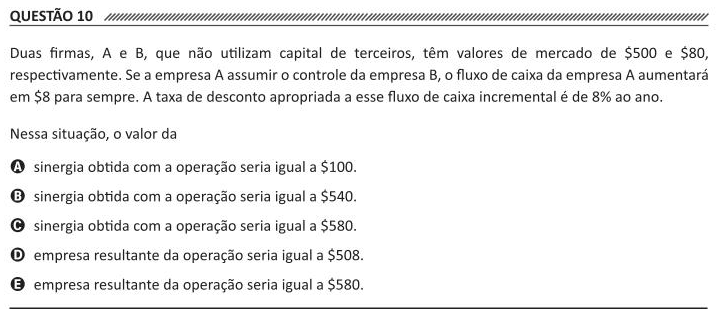 QUESTÃO 10
Duas firmas, A e B, que não utilizam capital de terceiros, têm valores de mercado de $500 e $80,
respectivamente. Se a empresa A assumir o controle da empresa B, o fluxo de caixa da empresa A aumentará
em $8 para sempre. A taxa de desconto apropriada a esse fluxo de caixa incremental é de 8% ao ano.
Nessa situação, o valor da
A sinergia obtida com a operação seria igual a $100.
B sinergia obtida com a operação seria igual a $540.
C sinergia obtida com a operação seria igual a $580.
D empresa resultante da operação seria igual a $508.
E empresa resultante da operação seria igual a $580.